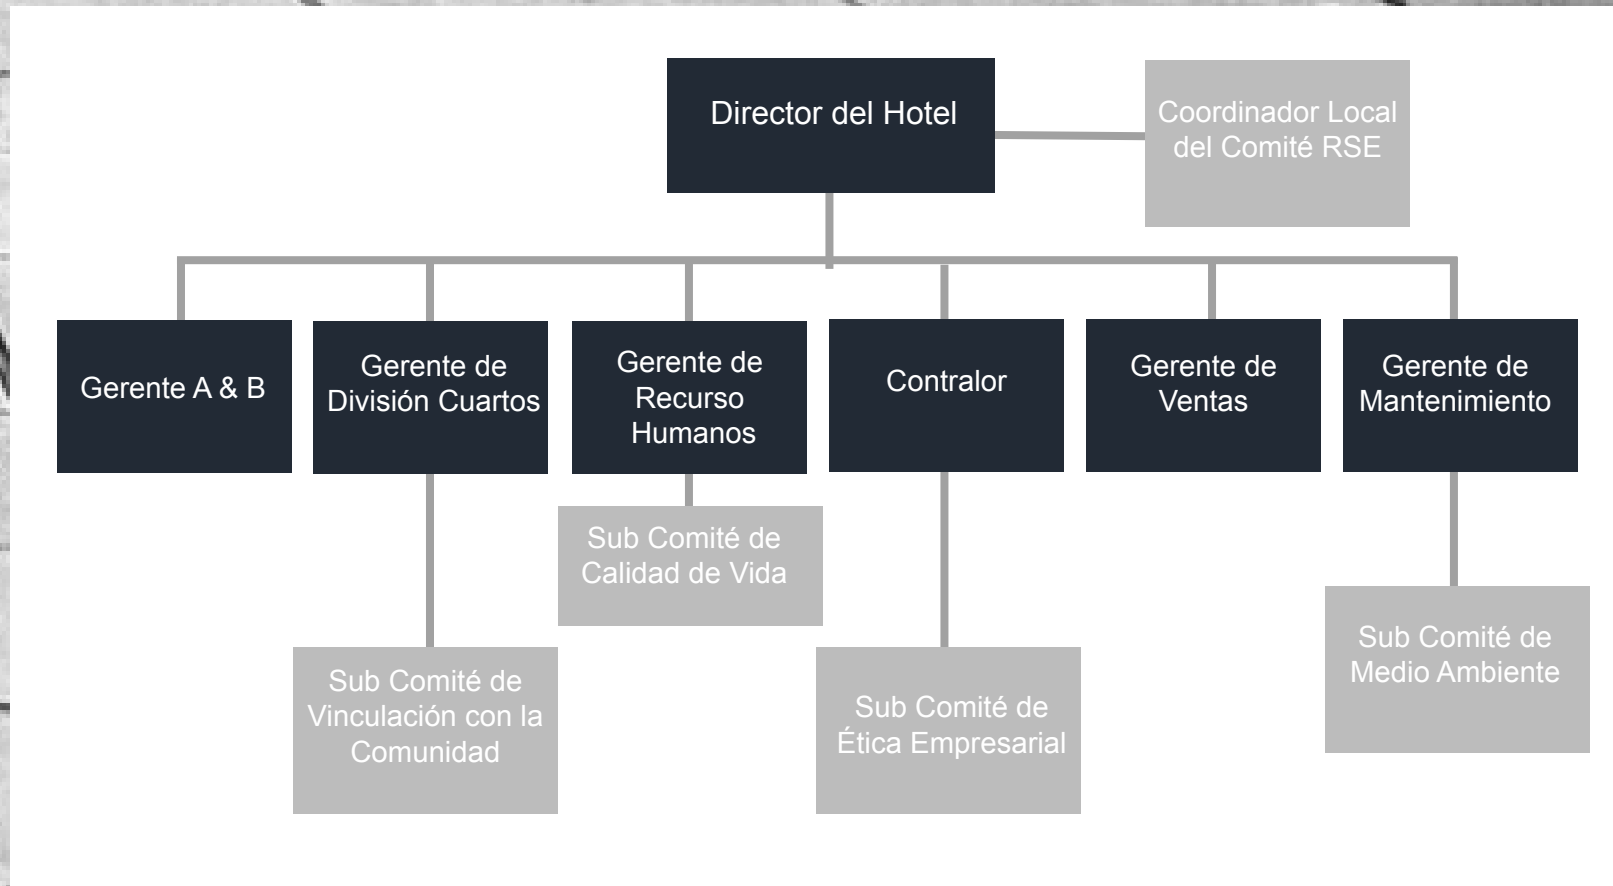 Director del Hotel
Coordinador Local
del Comité RSE
Gerente A & B
Gerente de
División Cuartos
Gerente de
Recurso
Humanos
Contralor
Gerente de
Ventas
Gerente de
Mantenimiento
Sub Comité de
Calidad de Vida
Sub Comité de
Vinculación con la
Comunidad
Sub Comité de
Ética Empresarial
Sub Comité de
Medio Ambiente